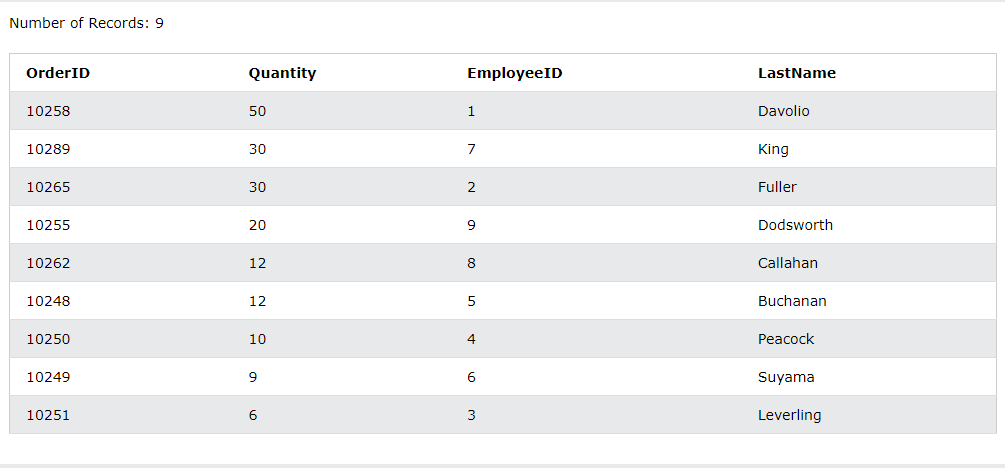 Number of Records: 9
OrderID Quantity EmployeeID LastName
10258 50 1 Davolio
10289 30 7 King
10265 30 2 Fuller
10255 20 9 Dodsworth
10262 12 8 Callahan
10248 12 5 Buchanan
10250 10 4 Peacock
10249 9 6 Suyama
10251 6 3 Leverling